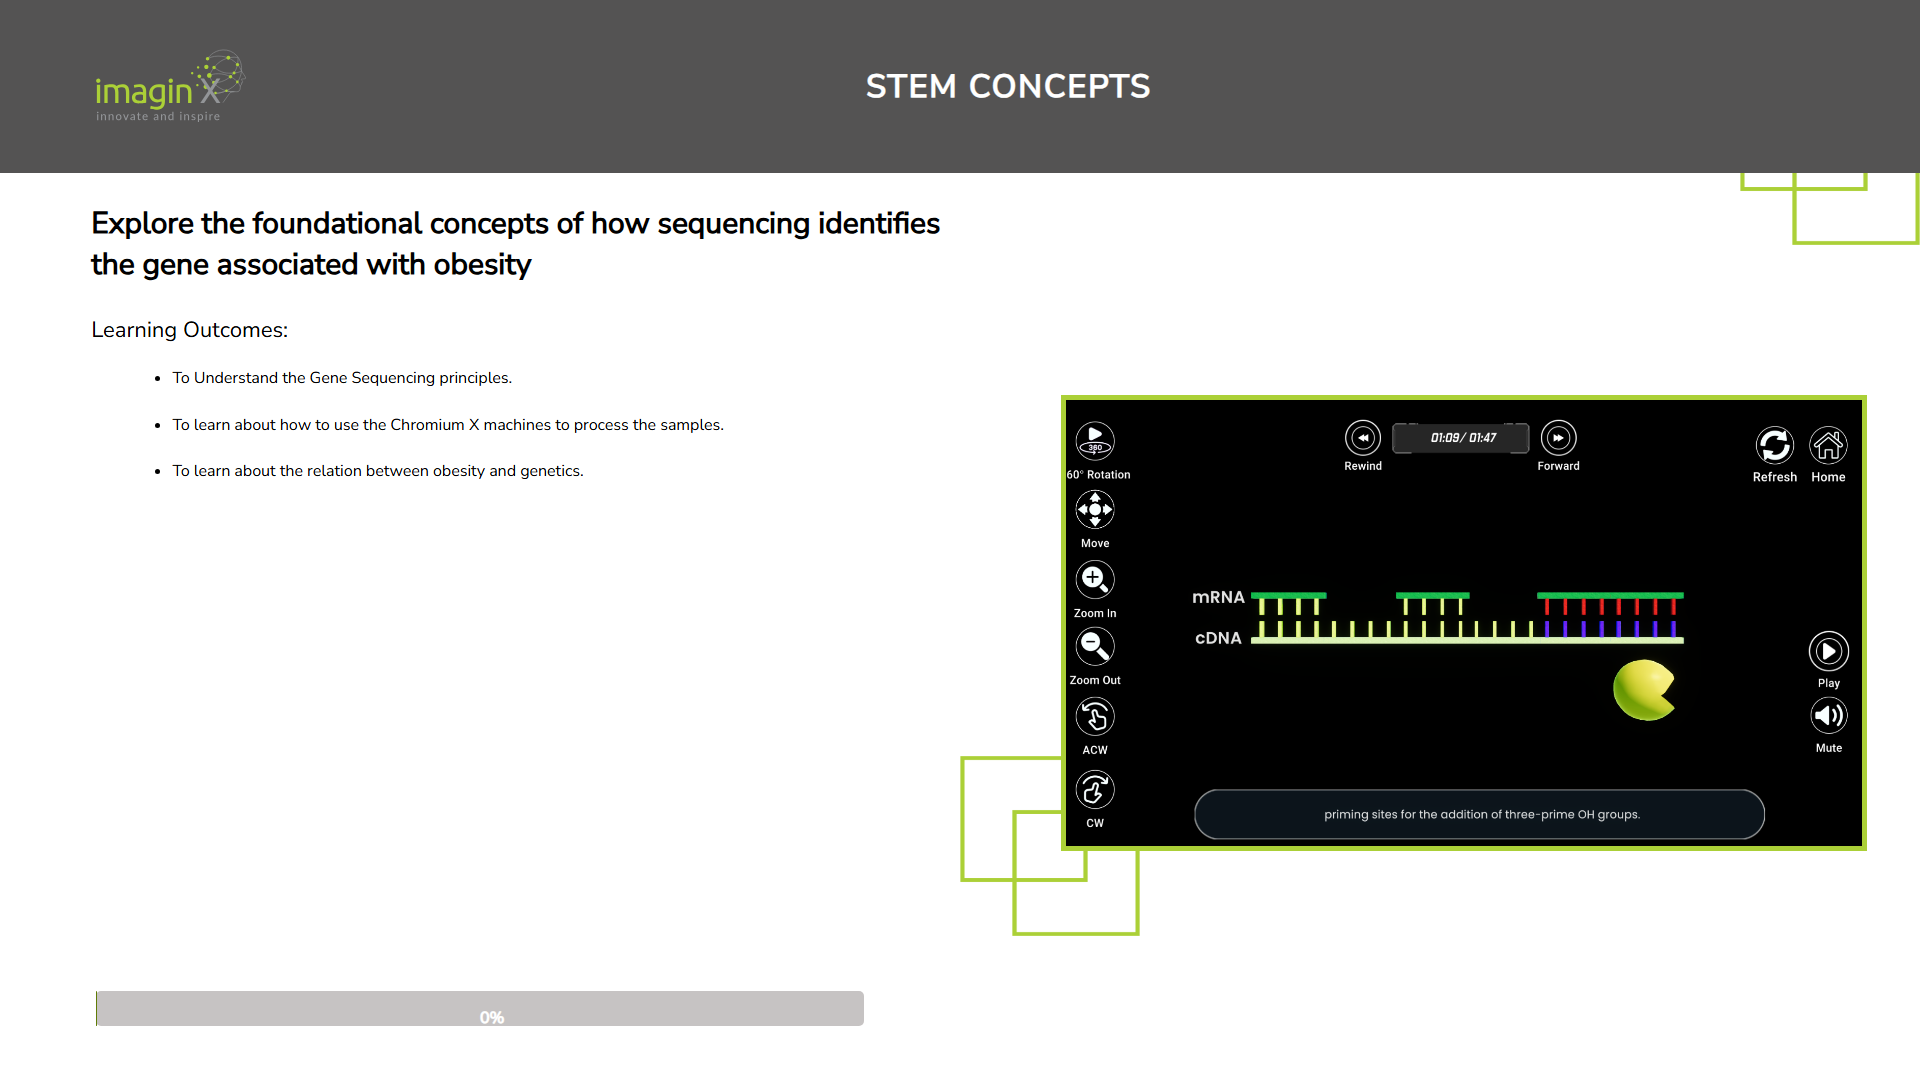 imagin X
innovate and inspire
STEM CONCEPTS
Explore the foundational concepts of how sequencing identifies
the gene associated with obesity
Learning Outcomes:
To Understand the Gene Sequencing principles.
To learn about how to use the Chromium X machines to process the samples.
To learn about the relation between obesity and genetics.
360
60° Rotation
Move
Zoom In
Zoom Out
ACW
CW
Rewind
01:09/ 01:47
Forward
Refresh
Home
mRNA
cDNA
Play
Mute
priming sites for the addition of three-prime OH groups.
0%